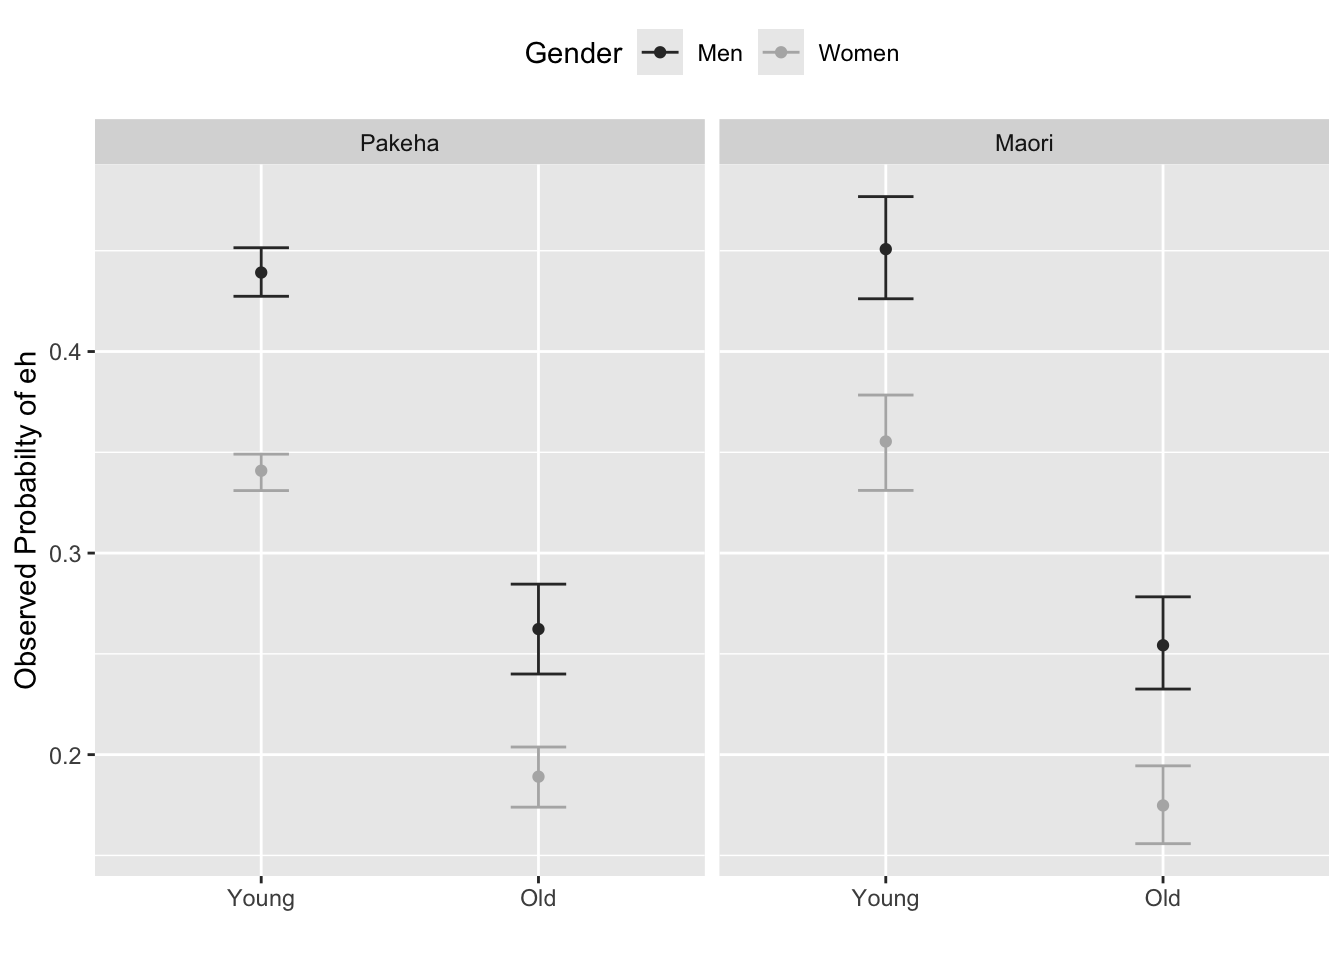 Gender Men Women
Pakeha Maori
Observed Probabilty of eh
0.4
0.3
0.2
Young Old Young Old